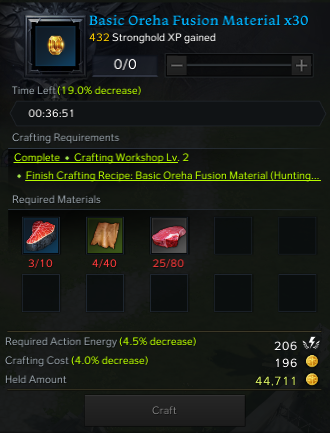 Basic Oreha Fusion Material x30
432 Stronghold XP gained
0/0
Time Left (19.0% decrease)
00:36:51
Crafting Requirements
Complete • Crafting Workshop Lv. 2
• Finish Crafting Recipe: Basic Oreha Fusion Material (Hunting...
Required Materials
3/10 4/40 25/80
Required Action Energy (4.5% decrease) 206
Crafting Cost (4.0% decrease) 196
Held Amount 44,711
Craft